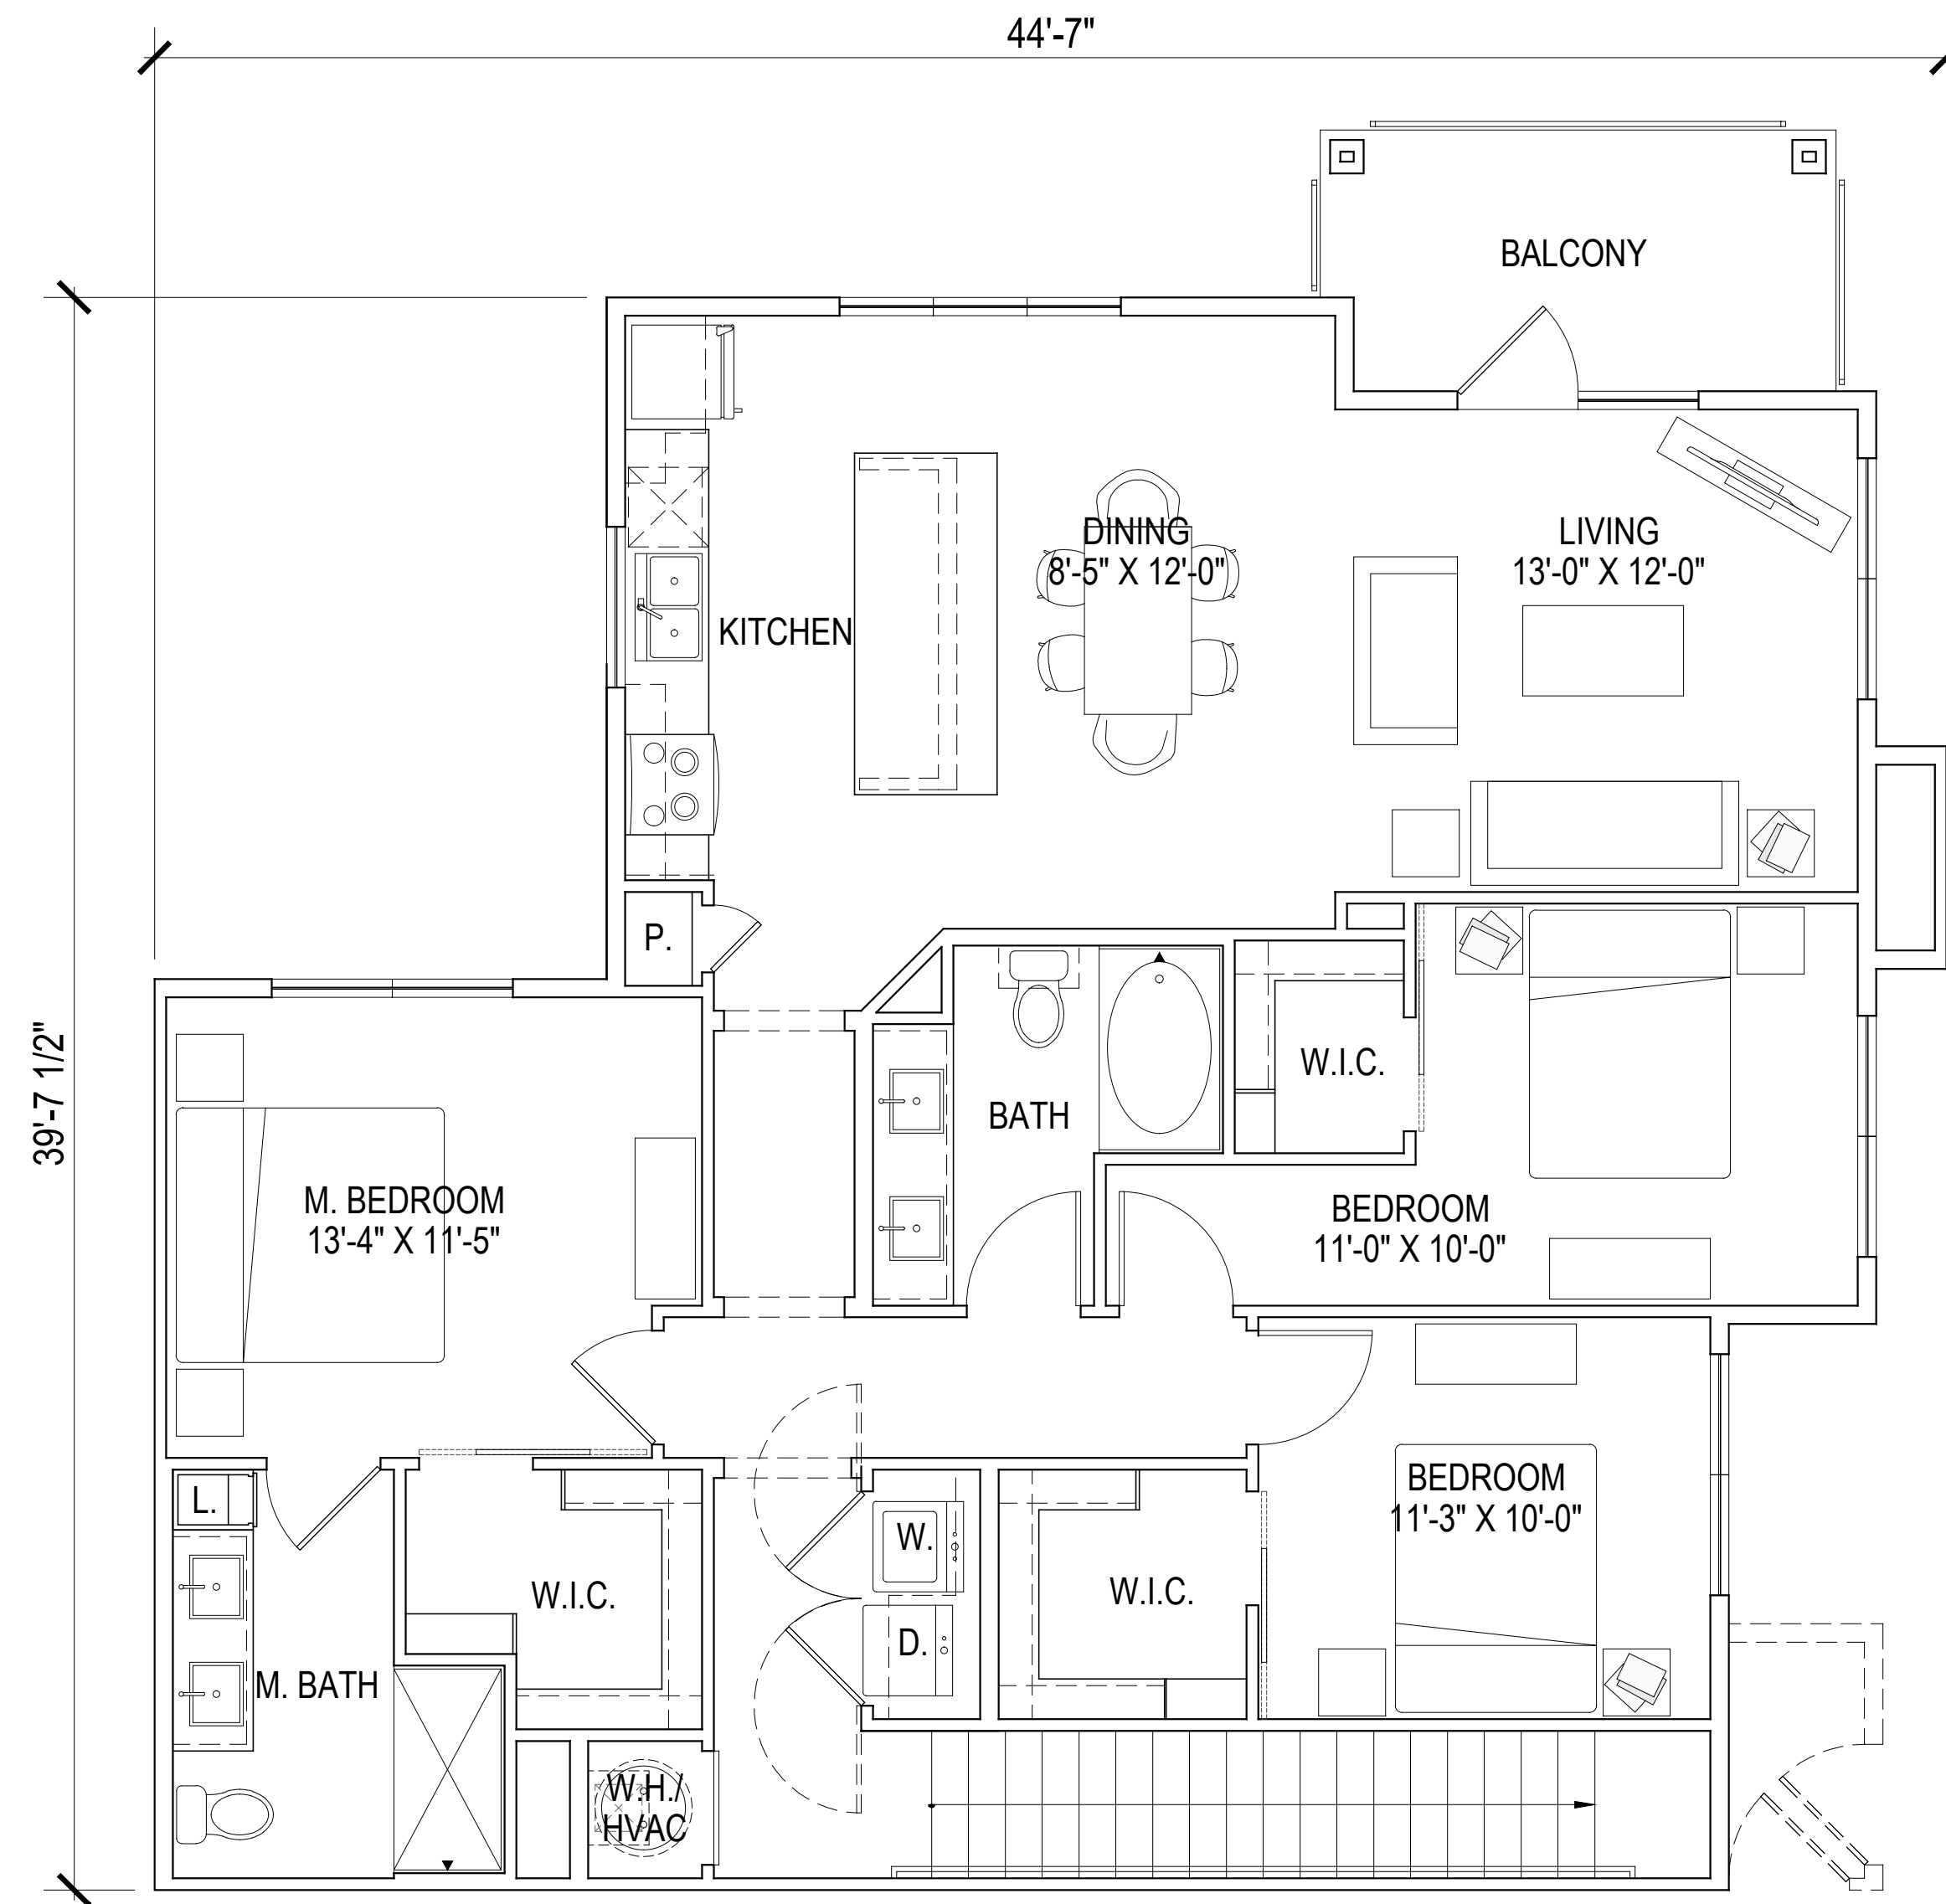 44'-7"
BALCONY
DINING
8'-5" X 12'-0"
LIVING
13'-0" X 12'-0"
KITCHEN
P.
39'-7 1/2"
W.I.C.
BATH
M. BEDROOM
13'-4" X 11'-5"
BEDROOM
11'-0" X 10'-0"
BEDROOM
11'-3" X 10'-0"
L.
W.
W.I.C.
W.I.C.
D.
M. BATH
W.H./
HVAC